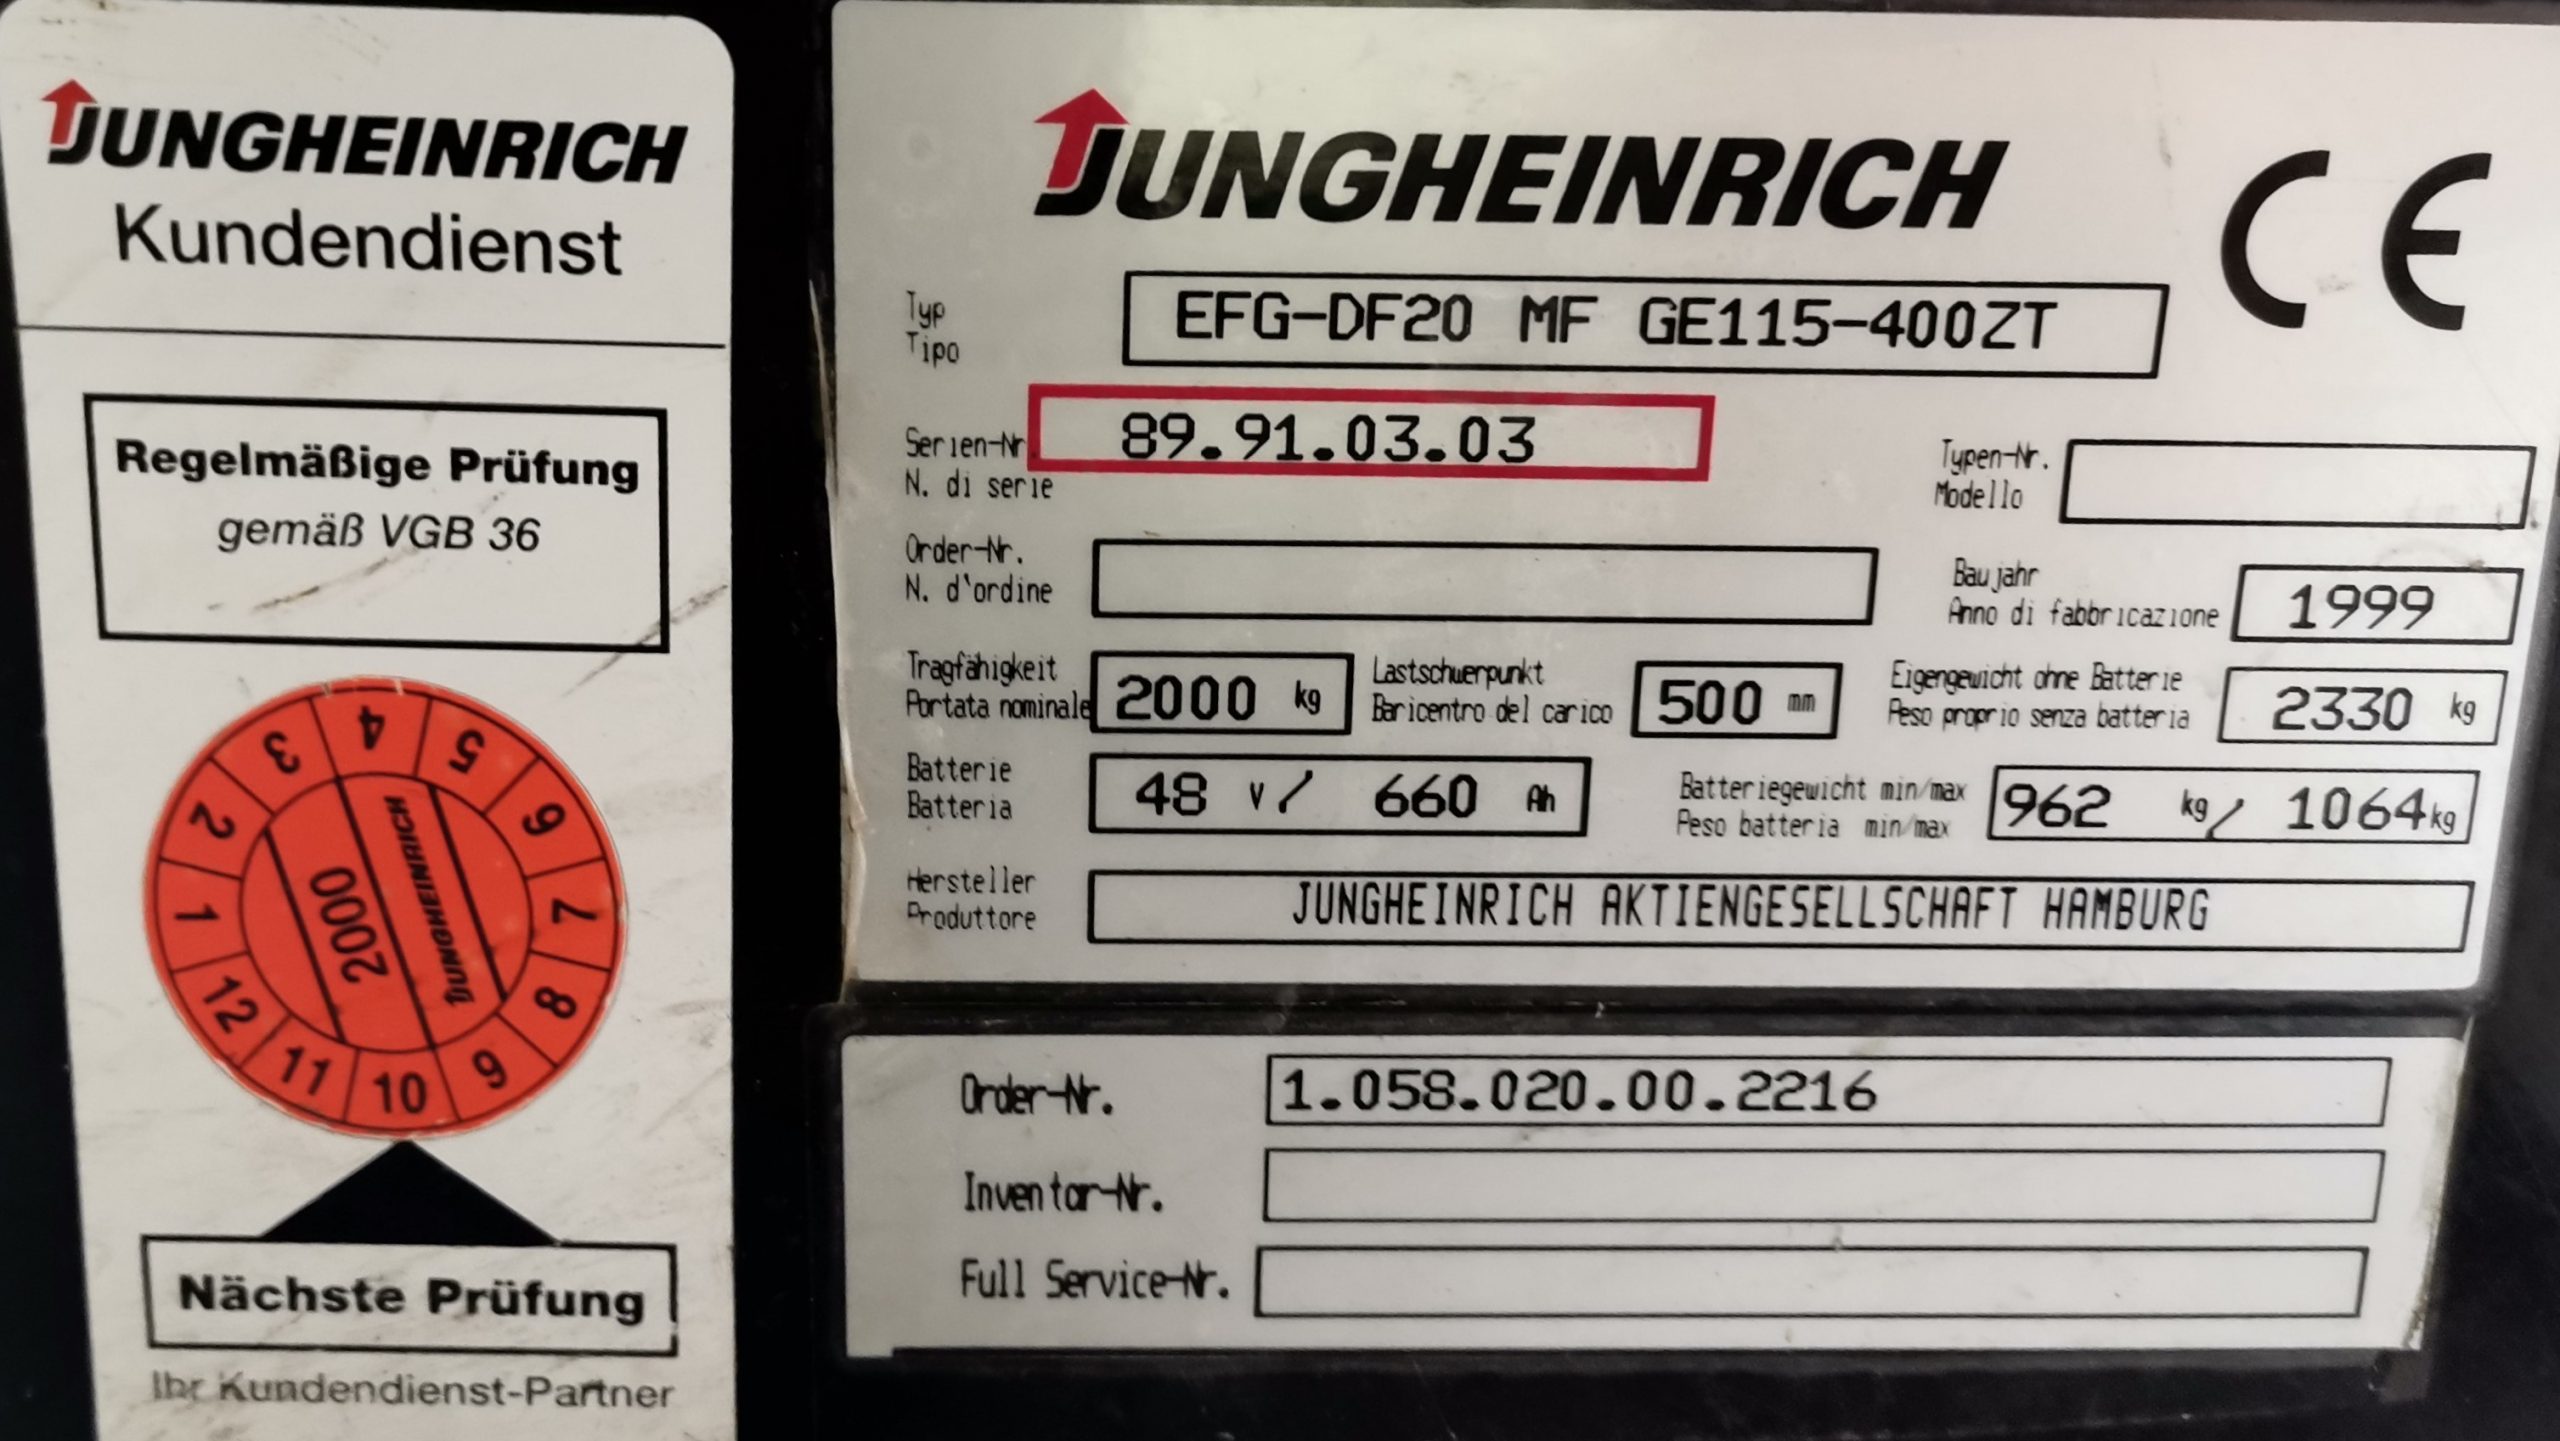 JUNGHEINRICH
Kundendienst
Regelmäßige Prüfung
gemäß VGB 36
1 2 3 4 5 6 7 8 9 10 11 12
2000
JUNGHEINRICH
Nächste Prüfung
Ihr Kundendienst-Partner
JUNGHEINRICH CE
Typ
Tipo
EFG-DF20 MF GE115-400ZT
Serien-Nr.
N. di serie
89.91.03.03
Typen-Nr.
Modello
Order-Nr.
N. d'ordine
Baujahr
Anno di fabbricazione
1999
Tragfähigkeit
Portata nominale
2000 kg
Lastschwerpunkt
Baricentro del carico
500 mm
Eigengewicht ohne Batterie
Peso proprio senza batteria
2330 kg
Batterie
Batteria
48 V / 660 Ah
Batteriegewicht min/max
Peso batteria min/max
962 kg / 1064 kg
Hersteller
Produttore
JUNGHEINRICH AKTIENGESELLSCHAFT HAMBURG
Order-Nr. 1.058.020.00.2216
Inventar-Nr.
Full Service-Nr.